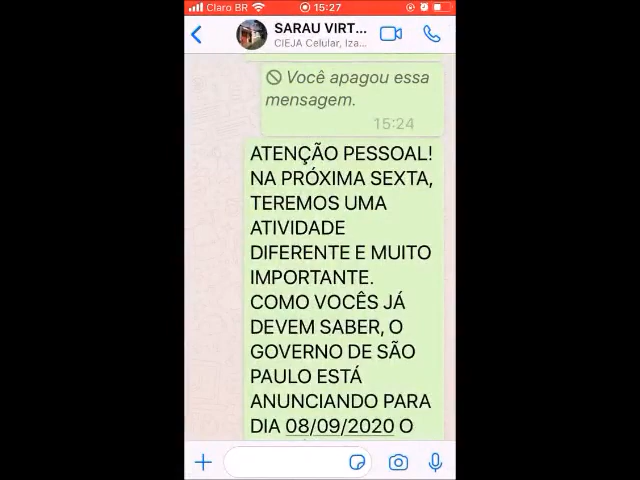 Claro BR 15:27
SARAU VIRT...
CIEJA Celular, Iza...
Você apagou essa
mensagem.
15:24
ATENÇÃO PESSOAL!
NA PRÓXIMA SEXTA,
TEREMOS UMA
ATIVIDADE
DIFERENTE E MUITO
IMPORTANTE.
COMO VOCÊS JÁ
DEVEM SABER, O
GOVERNO DE SÃO
PAULO ESTÁ
ANUNCIANDO PARA
DIA 08/09/2020 O